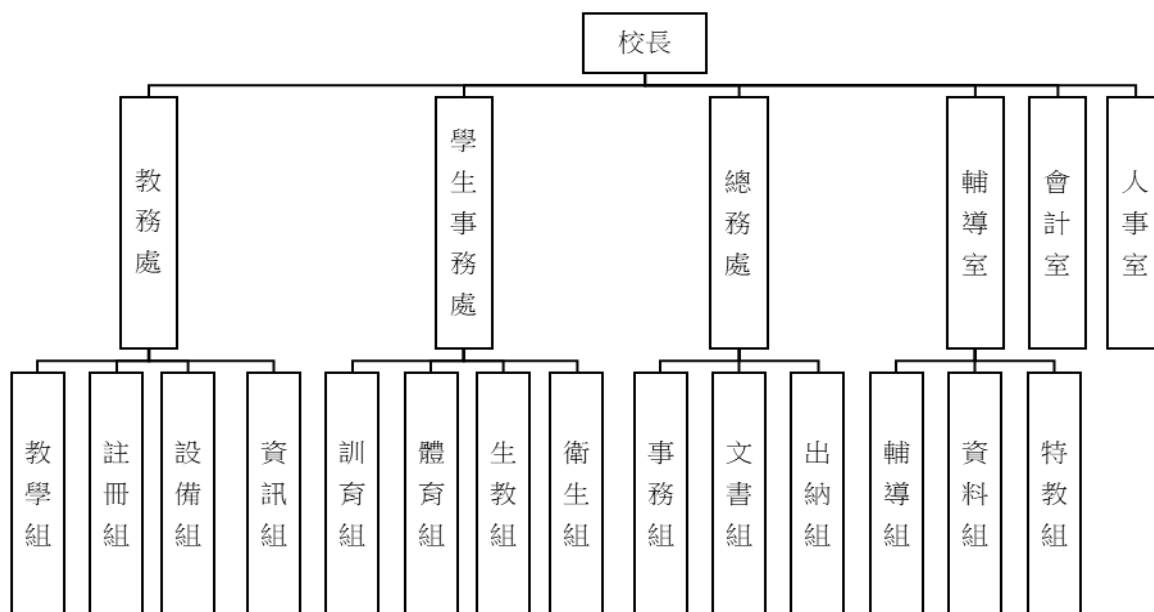 校長
教務處
學生事務處
總務處
輔導室
會計室
人事室
教學組
註冊組
設備組
資訊組
訓育組
體育組
生教組
衛生組
事務組
文書組
出納組
輔導組
資料組
特教組